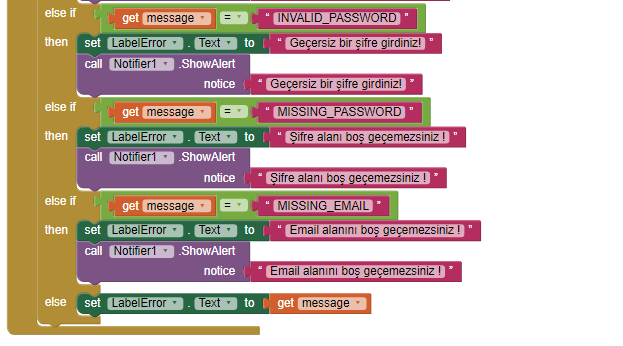 else if get message = " INVALID_PASSWORD "
then set LabelError . Text to " Geçersiz bir şifre girdiniz! "
call Notifier1 .ShowAlert
notice " Geçersiz bir şifre girdiniz! "
else if get message = " MISSING_PASSWORD "
then set LabelError . Text to " Şifre alanı boş geçemezsiniz ! "
call Notifier1 .ShowAlert
notice " Şifre alanı boş geçemezsiniz ! "
else if get message = " MISSING_EMAIL "
then set LabelError . Text to " Email alanını boş geçemezsiniz ! "
call Notifier1 .ShowAlert
notice " Email alanını boş geçemezsiniz ! "
else set LabelError . Text to get message